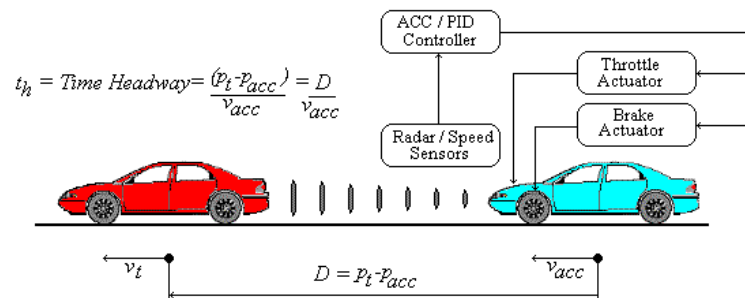 ACC / PID
Controller
t_h = Time Headway = (p_t - p_acc) / v_acc = D / v_acc
Throttle
Actuator
Brake
Actuator
Radar / Speed
Sensors
v_t
D = p_t - p_acc
v_acc